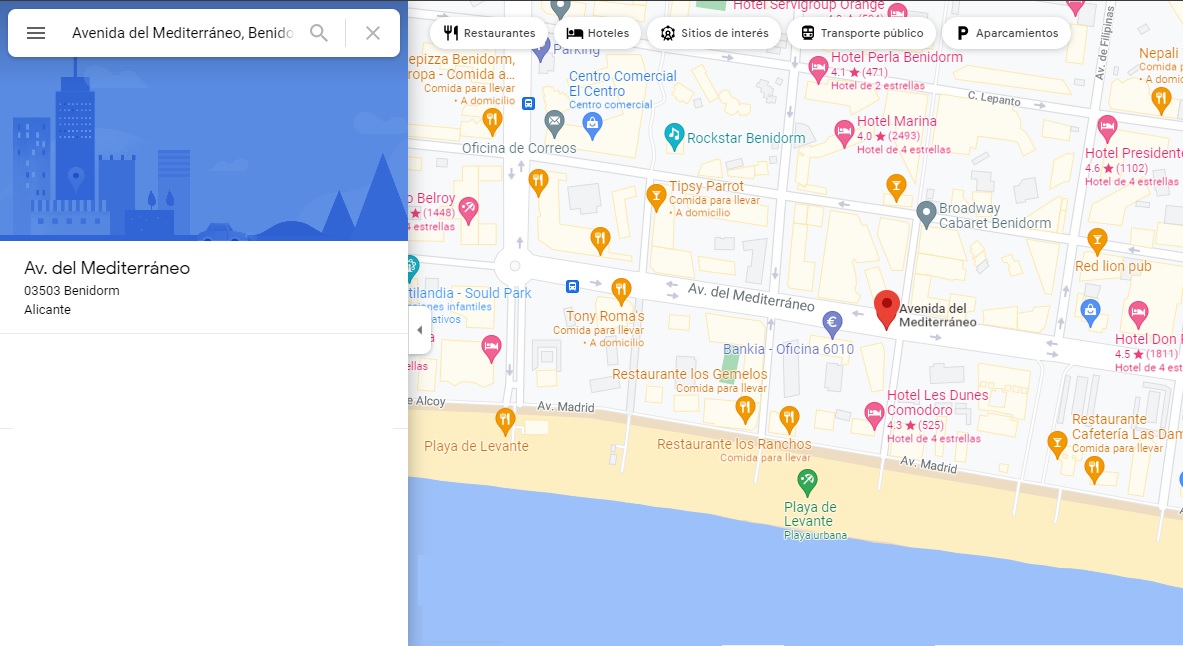 Avenida del Mediterráneo, Benido
Av. del Mediterráneo
03503 Benidorm
Alicante
Restaurantes
Hoteles
Sitios de interés
Transporte público
Aparcamientos
Hotel Servigroup Orange
Parking
epizza Benidorm,
ropa - Comida a...
Comida para llevar
· A domicilio
Centro Comercial
El Centro
Centro comercial
Hotel Perla Benidorm
4.1 ★ (471)
Hotel de 2 estrellas
Av. de Filipinas
Nepali
Comida p
· A domic
C. Lepanto
Hotel Marina
4.0 ★ (2493)
Hotel de 4 estrellas
Rockstar Benidorm
Oficina de Correos
Hotel Presidente
4.6 ★ (1102)
Hotel de 4 estrellas
Tipsy Parrot
Comida para llevar
· A domicilio
o Belroy
★ (1448)
4 estrellas
Broadway
Cabaret Benidorm
Red lion pub
tilandia - Sould Park
iones infantiles
ativos
Av. del Mediterráneo
Avenida del
Mediterráneo
Tony Roma's
Comida para llevar
· A domicilio
€
Bankia - Oficina 6010
Hotel Don P
4.5 ★ (1811)
Hotel de 4 est
a
ellas
Restaurante los Gemelos
Comida para llevar
Hotel Les Dunes
Comodoro
4.3 ★ (525)
Hotel de 4 estrellas
e Alcoy
Av. Madrid
Restaurante
Cafetería Las Dam
Comida para llevar
Playa de Levante
Restaurante los Ranchos
Comida para llevar
Av. Madrid
Playa de
Levante
Playa urbana